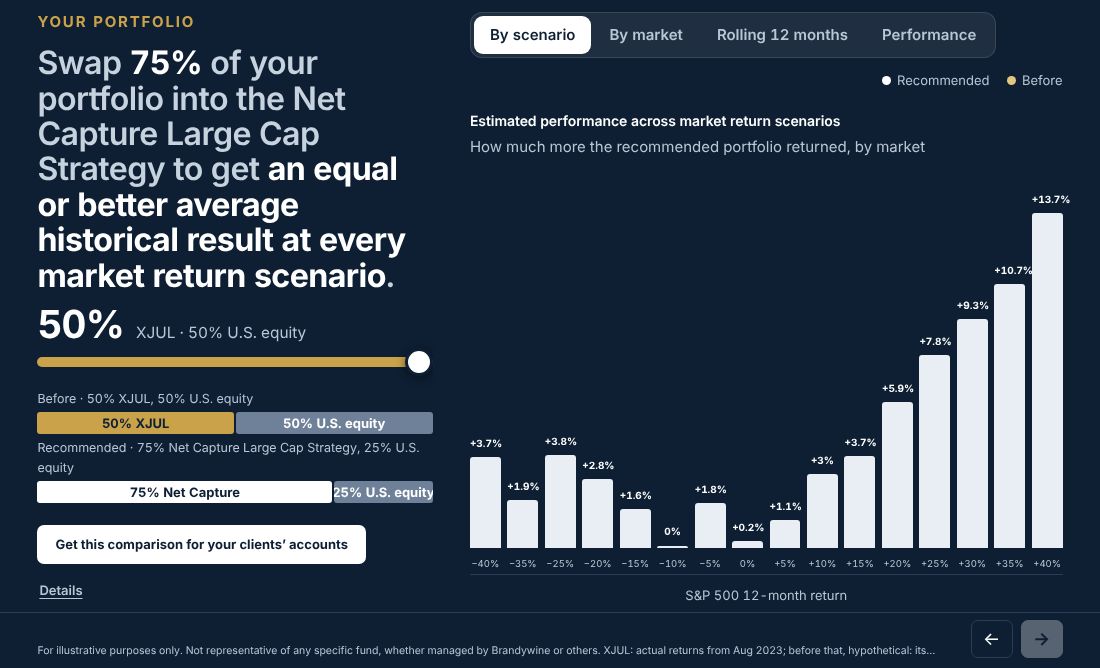 YOUR PORTFOLIO
Swap 75% of your
portfolio into the Net
Capture Large Cap
Strategy to get an equal
or better average
historical result at every
market return scenario.
50% XJUL · 50% U.S. equity
Before · 50% XJUL, 50% U.S. equity
50% XJUL
50% U.S. equity
Recommended · 75% Net Capture Large Cap Strategy, 25% U.S.
equity
75% Net Capture
25% U.S. equity
Get this comparison for your clients’ accounts
Details
By scenario
By market
Rolling 12 months
Performance
Recommended
Before
Estimated performance across market return scenarios
How much more the recommended portfolio returned, by market
+3.7%
+1.9%
+3.8%
+2.8%
+1.6%
0%
+1.8%
+0.2%
+1.1%
+3%
+3.7%
+5.9%
+7.8%
+9.3%
+10.7%
+13.7%
−40% −35% −25% −20% −15% −10% −5% 0% +5% +10% +15% +20% +25% +30% +35% +40%
S&P 500 12-month return
For illustrative purposes only. Not representative of any specific fund, whether managed by Brandywine or others. XJUL: actual returns from Aug 2023; before that, hypothetical: its…